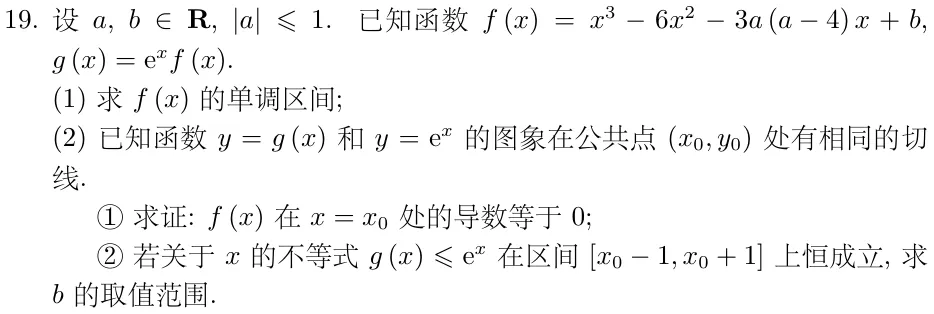 19. 设 a, b ∈ R, |a| ⩽ 1. 已知函数 f (x) = x³ − 6x² − 3a (a − 4) x + b,
g (x) = eˣf (x).
(1) 求 f (x) 的单调区间;
(2) 已知函数 y = g (x) 和 y = eˣ 的图象在公共点 (x₀, y₀) 处有相同的切
线.
① 求证: f (x) 在 x = x₀ 处的导数等于 0;
② 若关于 x 的不等式 g (x) ⩽ eˣ 在区间 [x₀ − 1, x₀ + 1] 上恒成立, 求
b 的取值范围.